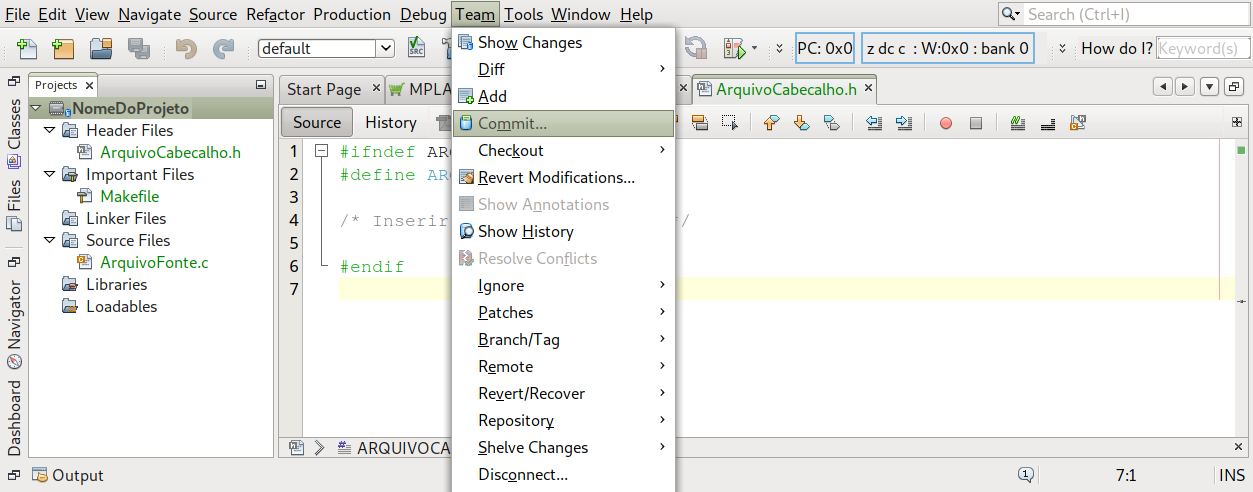 File Edit View Navigate Source Refactor Production Debug Team Tools Window Help Search (Ctrl+I)
default SRC PC: 0x0 z dc c : W:0x0 : bank 0 How do I? Keyword(s)
Classes
Files
Navigator
Dashboard
Projects
NomeDoProjeto
Header Files
ArquivoCabecalho.h
Important Files
Makefile
Linker Files
Source Files
ArquivoFonte.c
Libraries
Loadables
Start Page MPLA ArquivoCabecalho.h
Source History
1 #ifndef AR
2 #define AR
3
4 /* Inserir /
5
6 #endif
7
Show Changes
Diff
Add
Commit...
Checkout
Revert Modifications...
Show Annotations
Show History
Resolve Conflicts
Ignore
Patches
Branch/Tag
Remote
Revert/Recover
Repository
Shelve Changes
Disconnect...
ARQUIVOCA
Output 1 7:1 INS